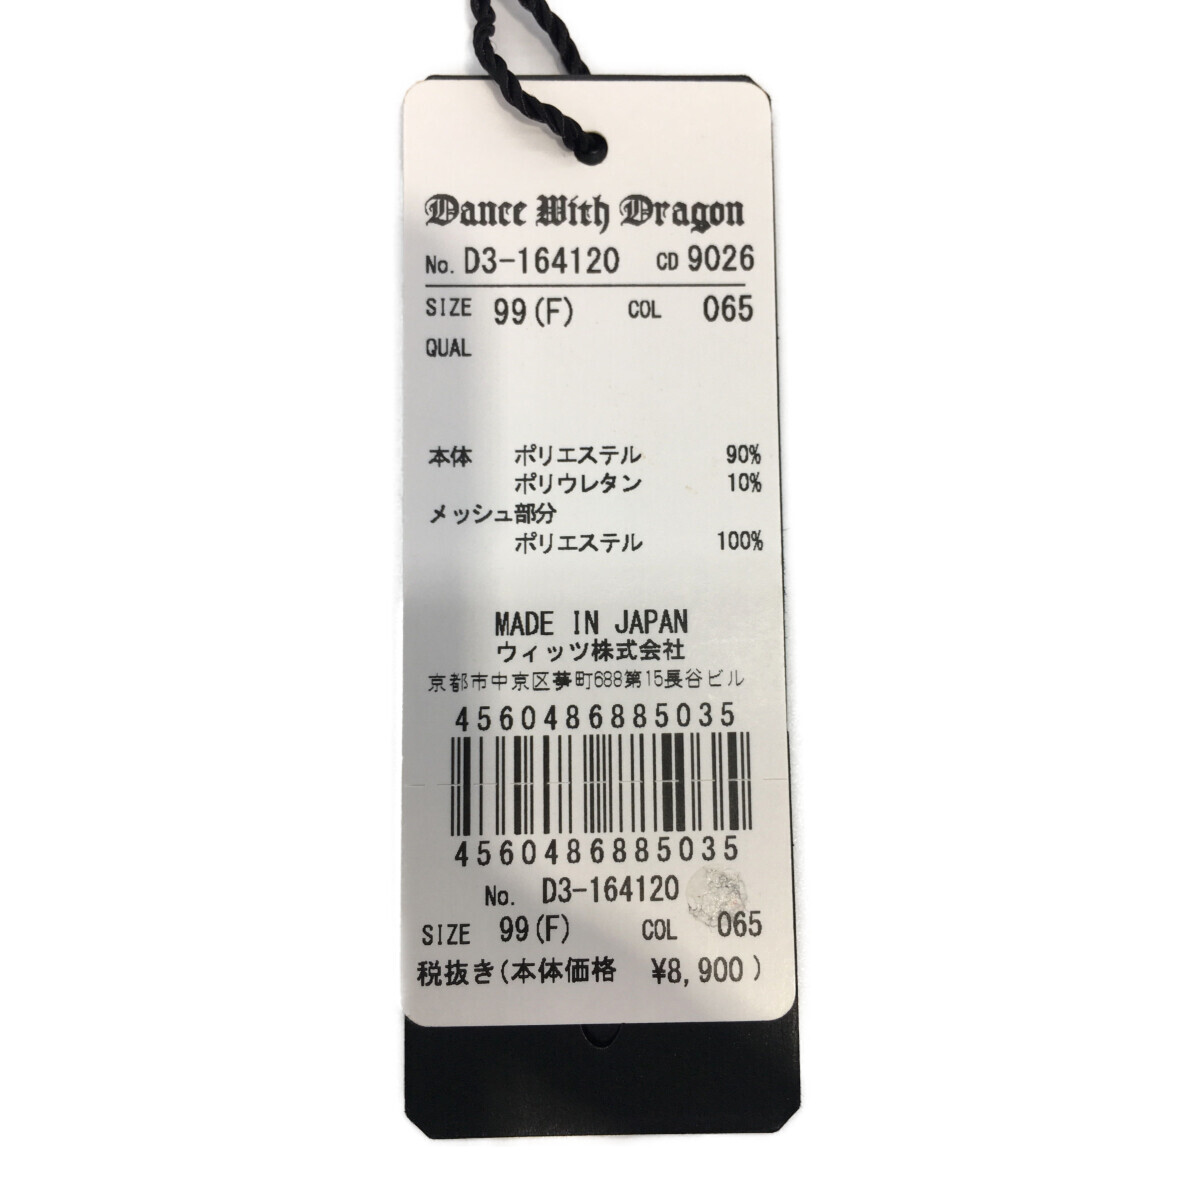 Dance With Dragon
No. D3-164120 CD 9026
SIZE 99(F) COL 065
QUAL
本体 ポリエステル 90%
ポリウレタン 10%
メッシュ部分
ポリエステル 100%
MADE IN JAPAN
ウィッツ株式会社
京都市中京区夢町688第15長谷ビル
4560486885035
4560486885035
No. D3-164120
SIZE 99(F) COL 065
税抜き(本体価格 ¥8,900)